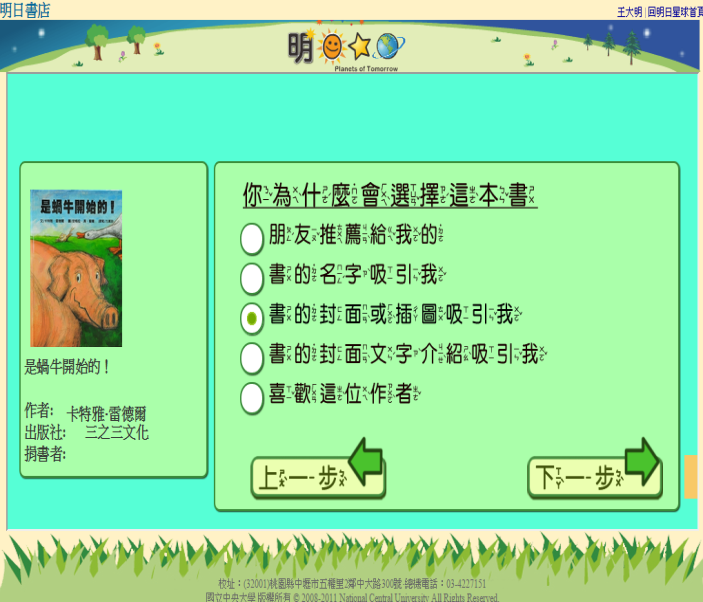 明日書店
王大明 | 回明日星球首頁
明
Planets of Tomorrow
你為什麼會選擇這本書
是蝸牛開始的！
朋友推薦給我的
書的名字吸引我
書的封面或插圖吸引我
書的封面文字介紹吸引我
喜歡這位作者
是蝸牛開始的！
作者: 卡特雅‧雷德爾
出版社: 三之三文化
捐書者:
上一步
下一步
校址：(32001)桃園縣中壢市五權里2鄰中大路300號 總機電話：03-4227151
國立中央大學 版權所有 © 2008-2011 National Central University All Rights Reserved.